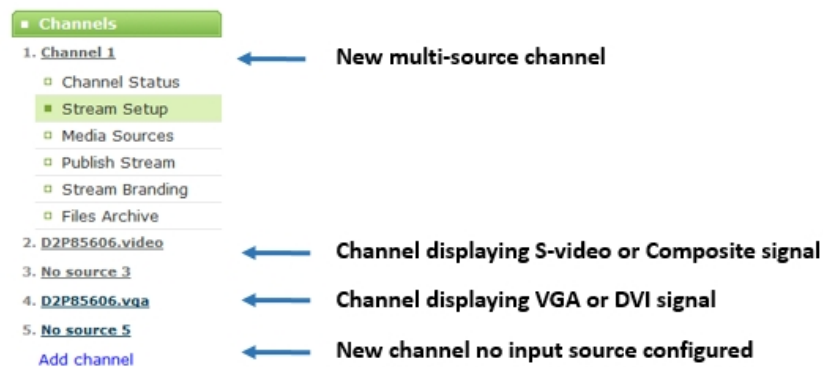 Channels
1. Channel 1
New multi-source channel
Channel Status
Stream Setup
Media Sources
Publish Stream
Stream Branding
Files Archive
2. D2P85606.video
Channel displaying S-video or Composite signal
3. No source 3
4. D2P85606.vga
Channel displaying VGA or DVI signal
5. No source 5
New channel no input source configured
Add channel